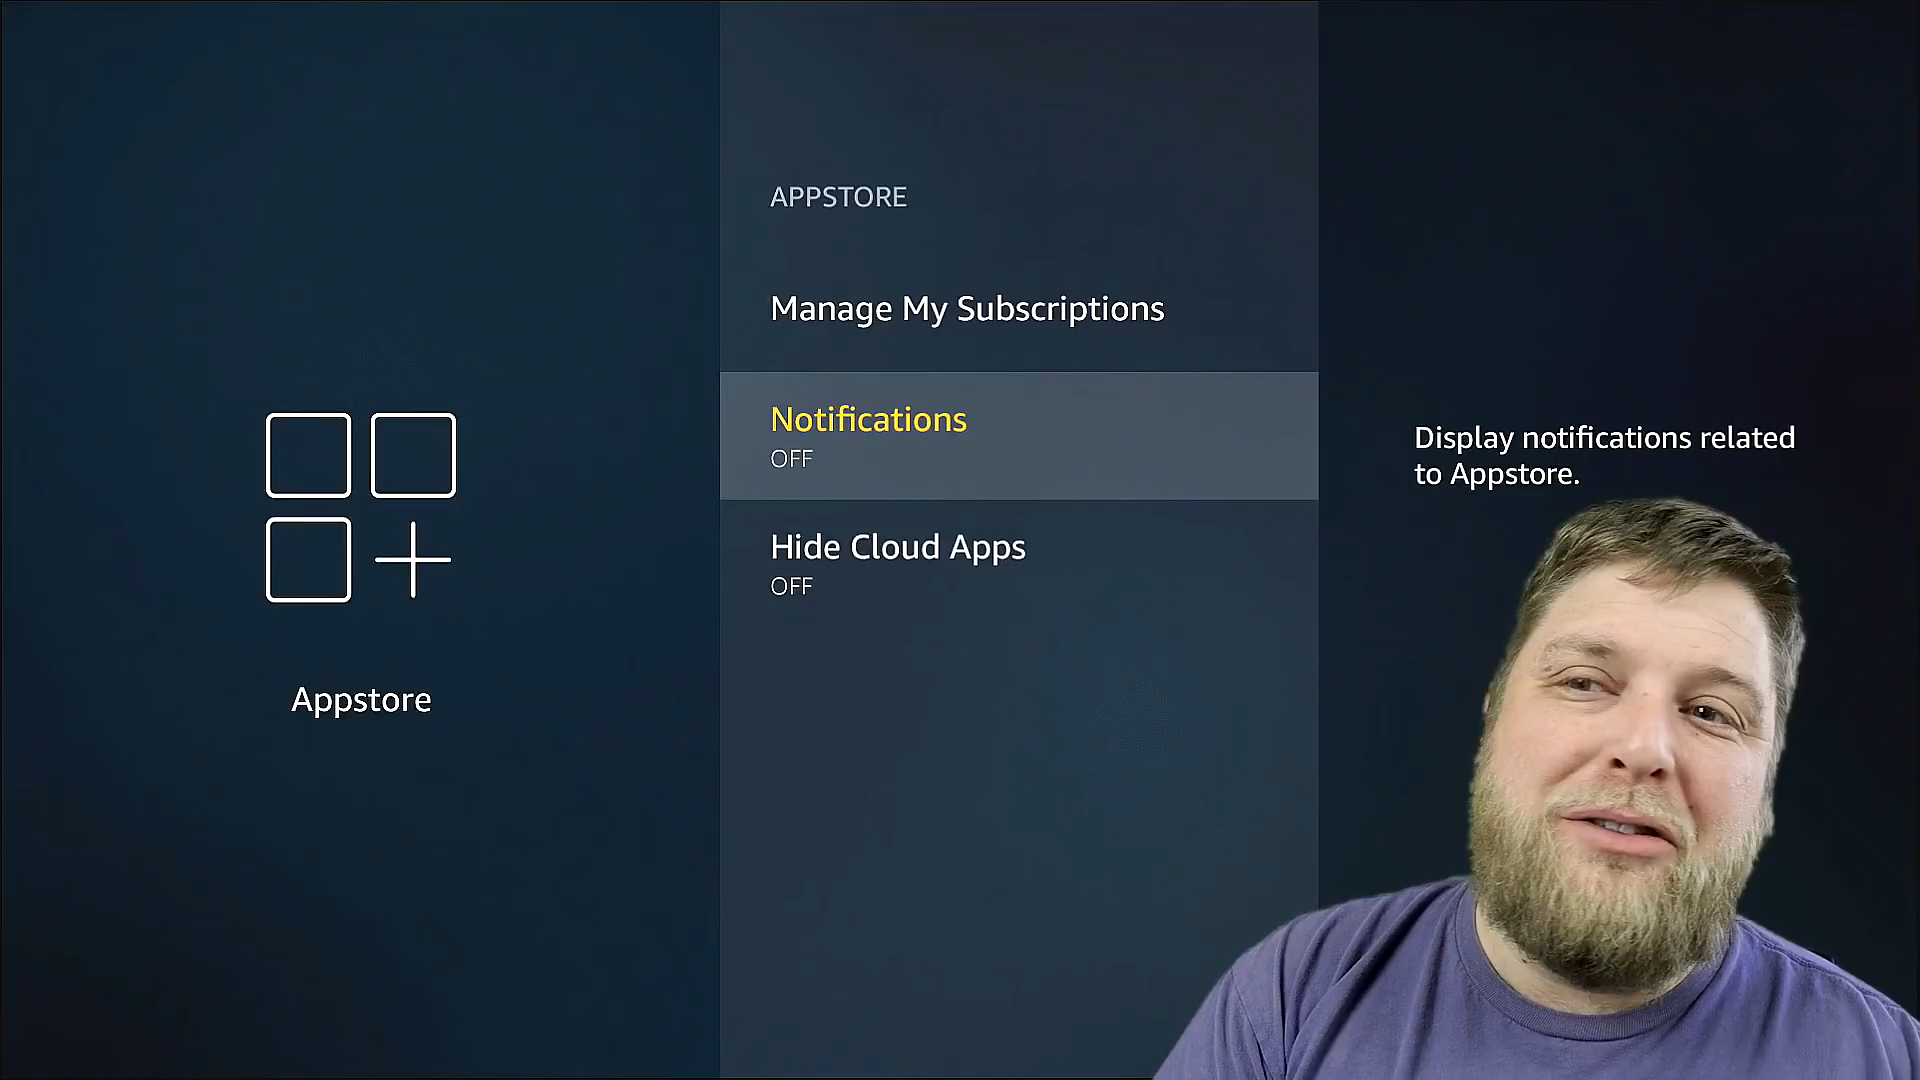 APPSTORE
Manage My Subscriptions
Notifications
OFF
Hide Cloud Apps
OFF
Display notifications related
to Appstore.
Appstore